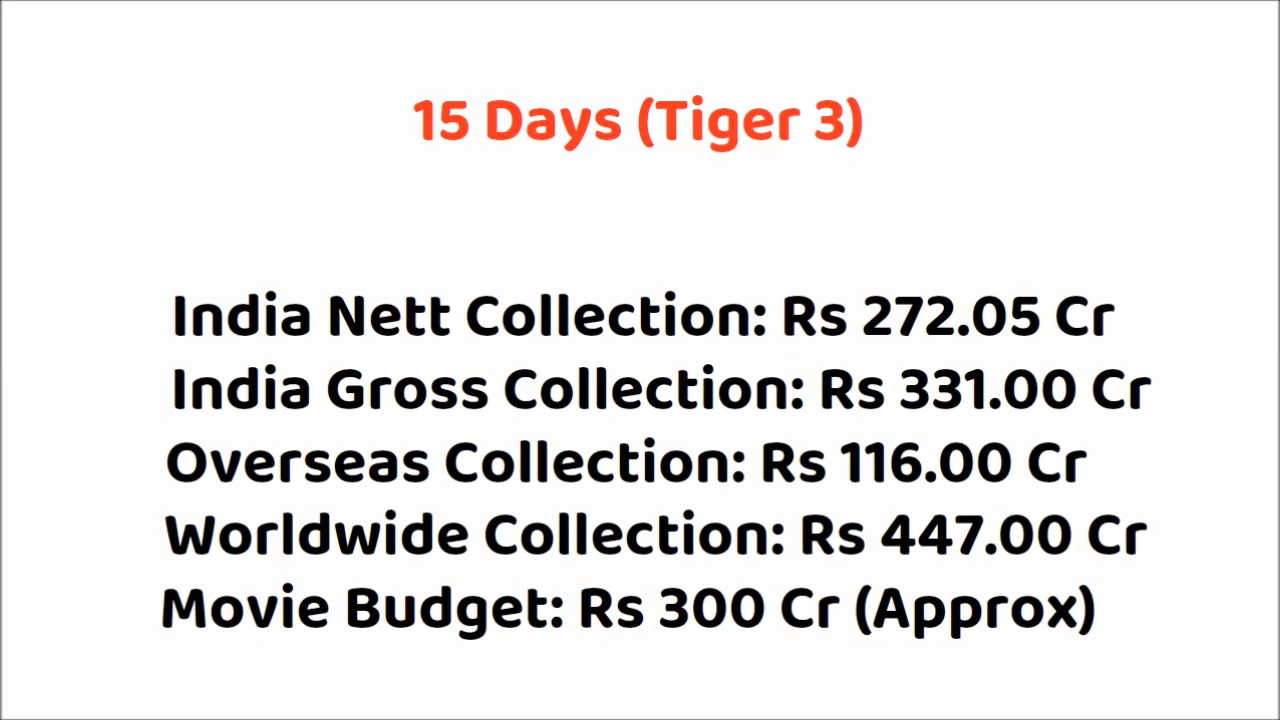 15 Days (Tiger 3)
India Nett Collection: Rs 272.05 Cr
India Gross Collection: Rs 331.00 Cr
Overseas Collection: Rs 116.00 Cr
Worldwide Collection: Rs 447.00 Cr
Movie Budget: Rs 300 Cr (Approx)